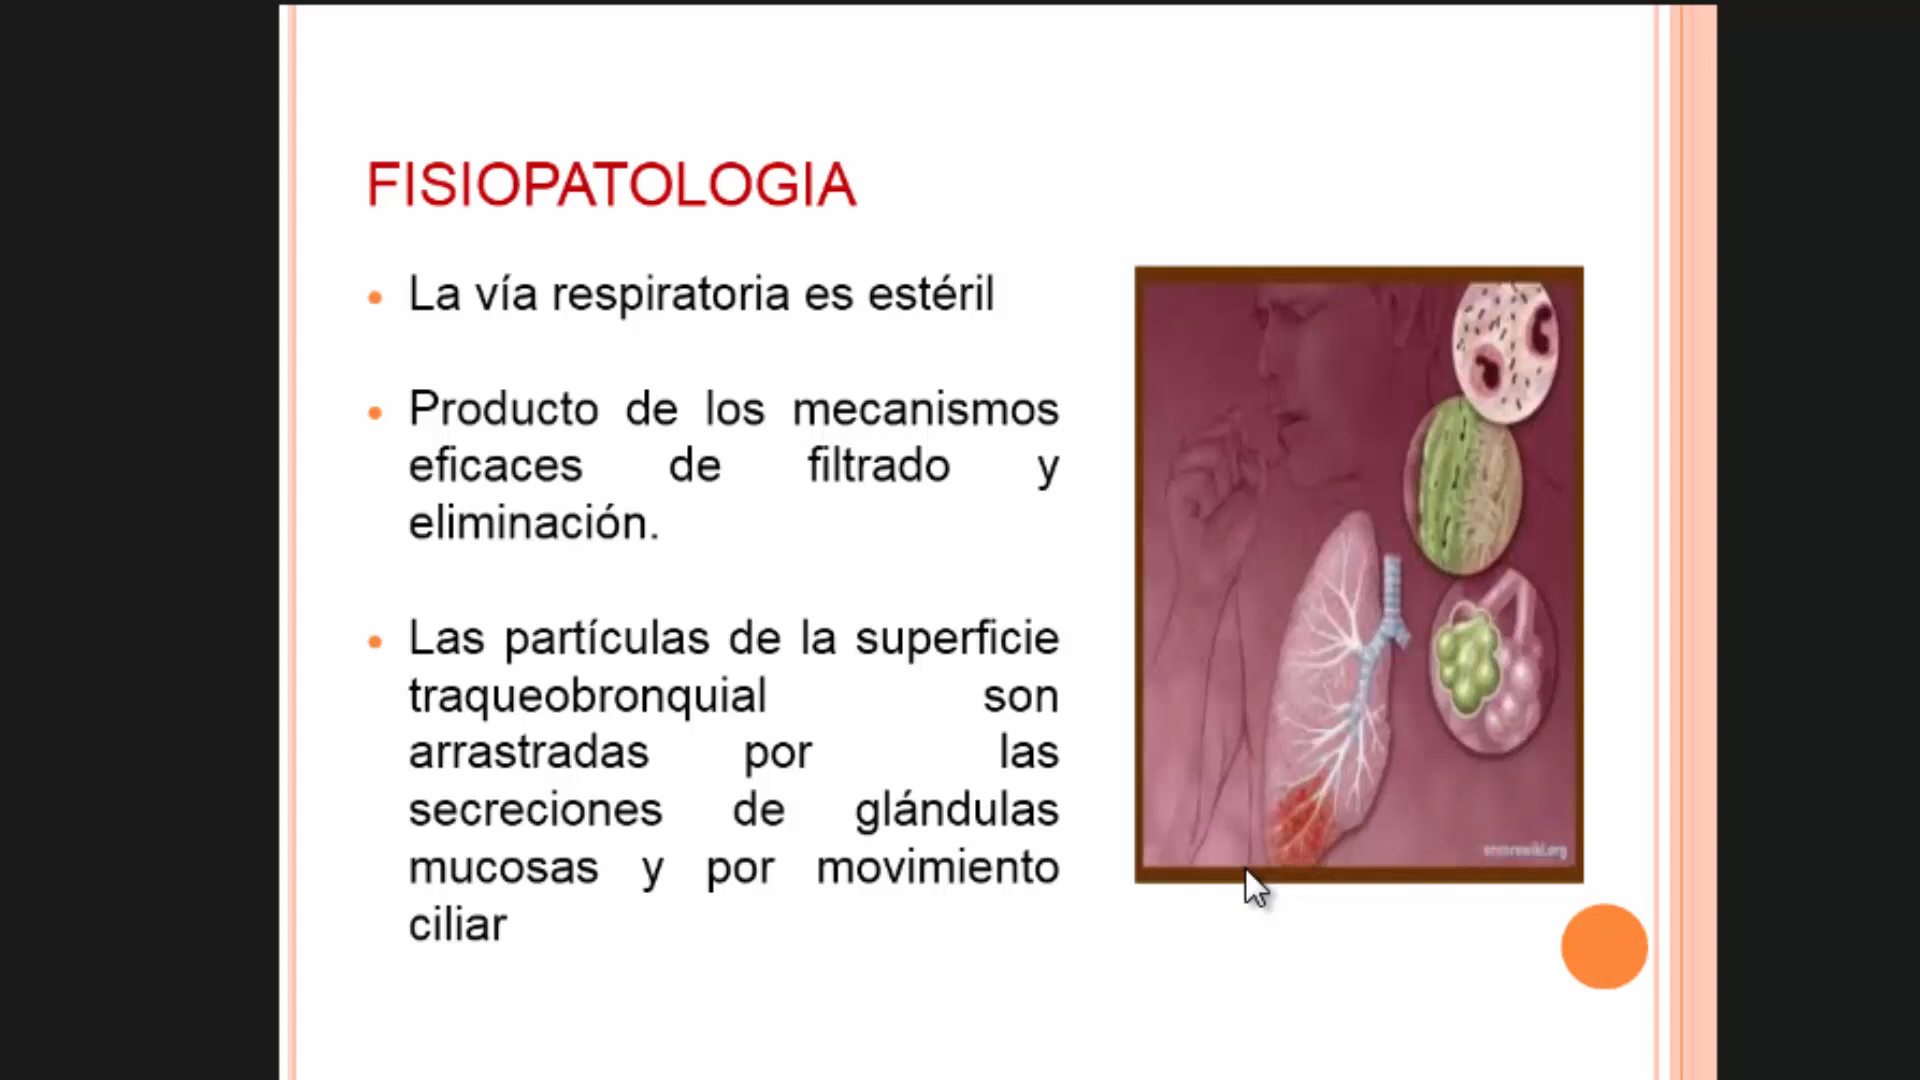 FISIOPATOLOGIA
La vía respiratoria es estéril
Producto de los mecanismos
eficaces de filtrado y
eliminación.
Las partículas de la superficie
traqueobronquial son
arrastradas por las
secreciones de glándulas
mucosas y por movimiento
ciliar